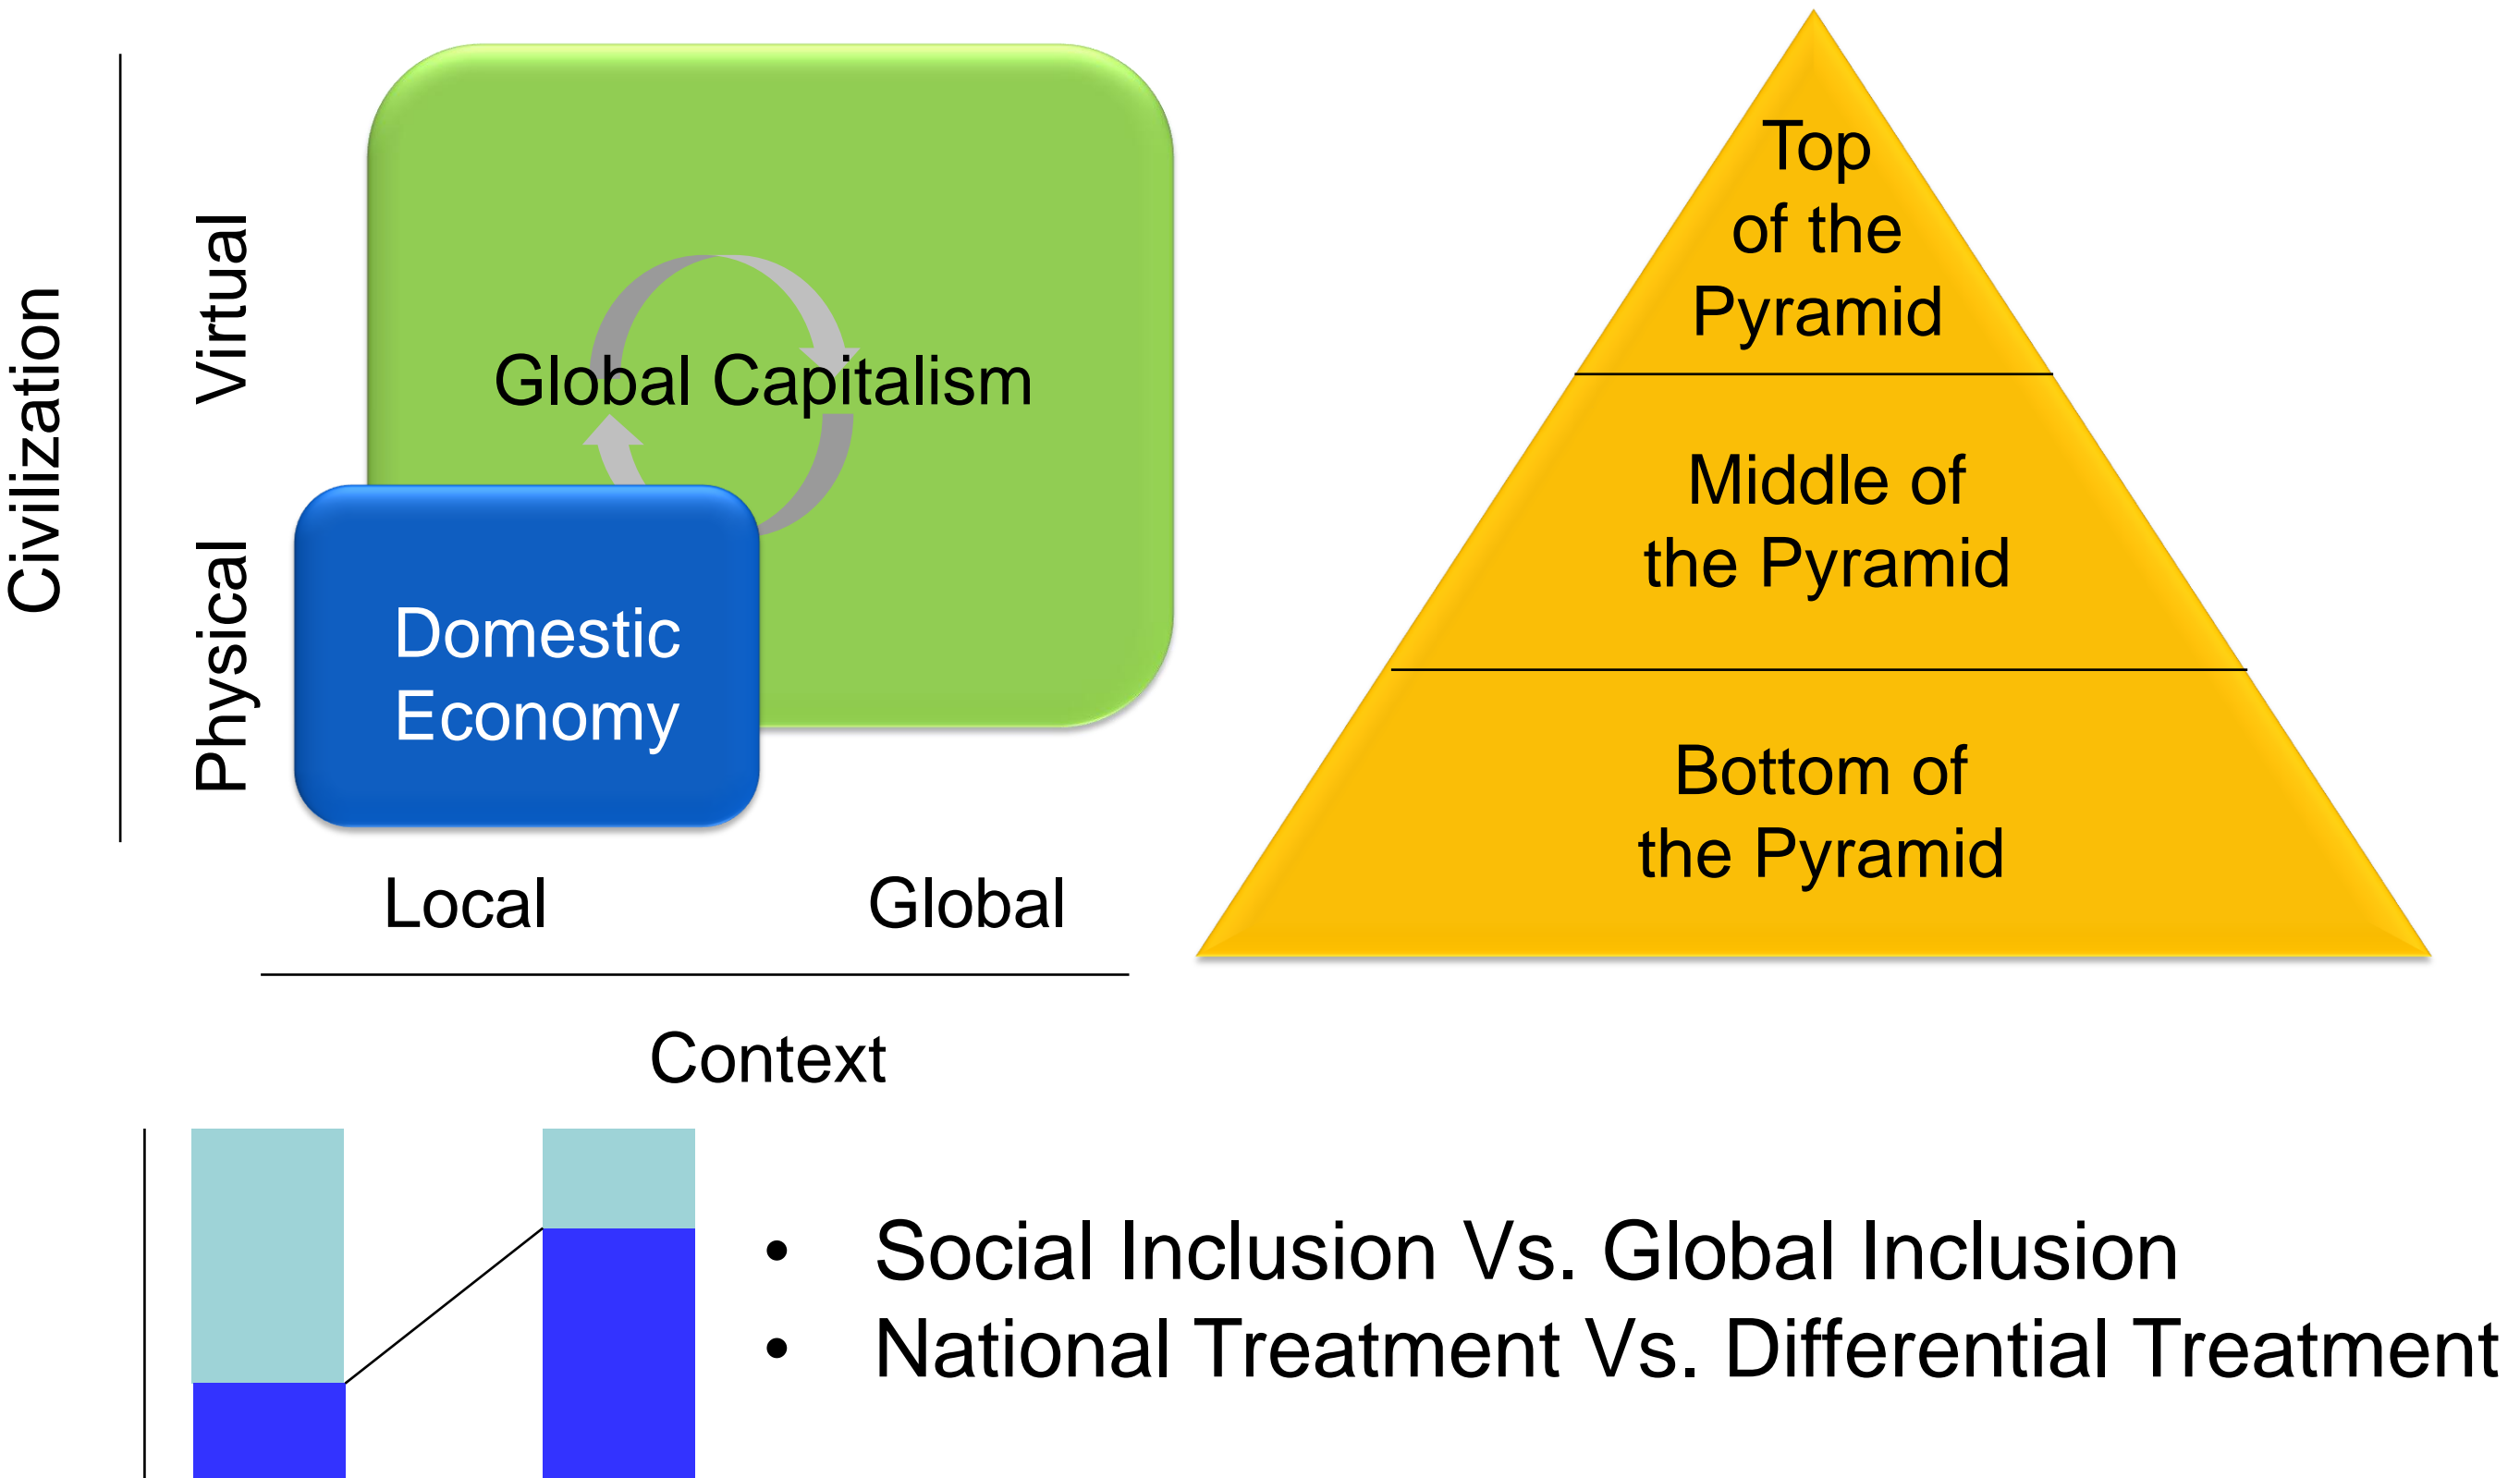 Civilization
Virtual
Physical
Global Capitalism
Domestic
Economy
Local
Global
Context
Top
of the
Pyramid
Middle of
the Pyramid
Bottom of
the Pyramid
• Social Inclusion Vs. Global Inclusion
• National Treatment Vs. Differential Treatment